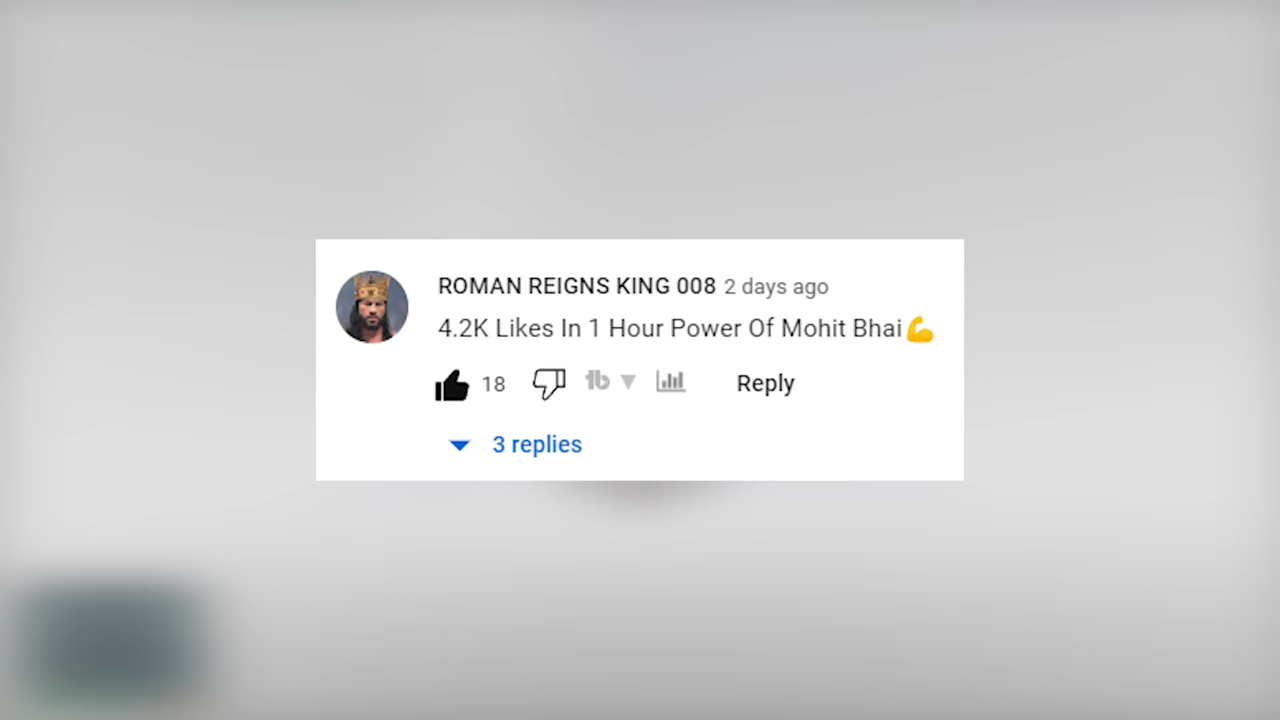 ROMAN REIGNS KING 008 2 days ago
4.2K Likes In 1 Hour Power Of Mohit Bhai💪
18 tb Reply
3 replies